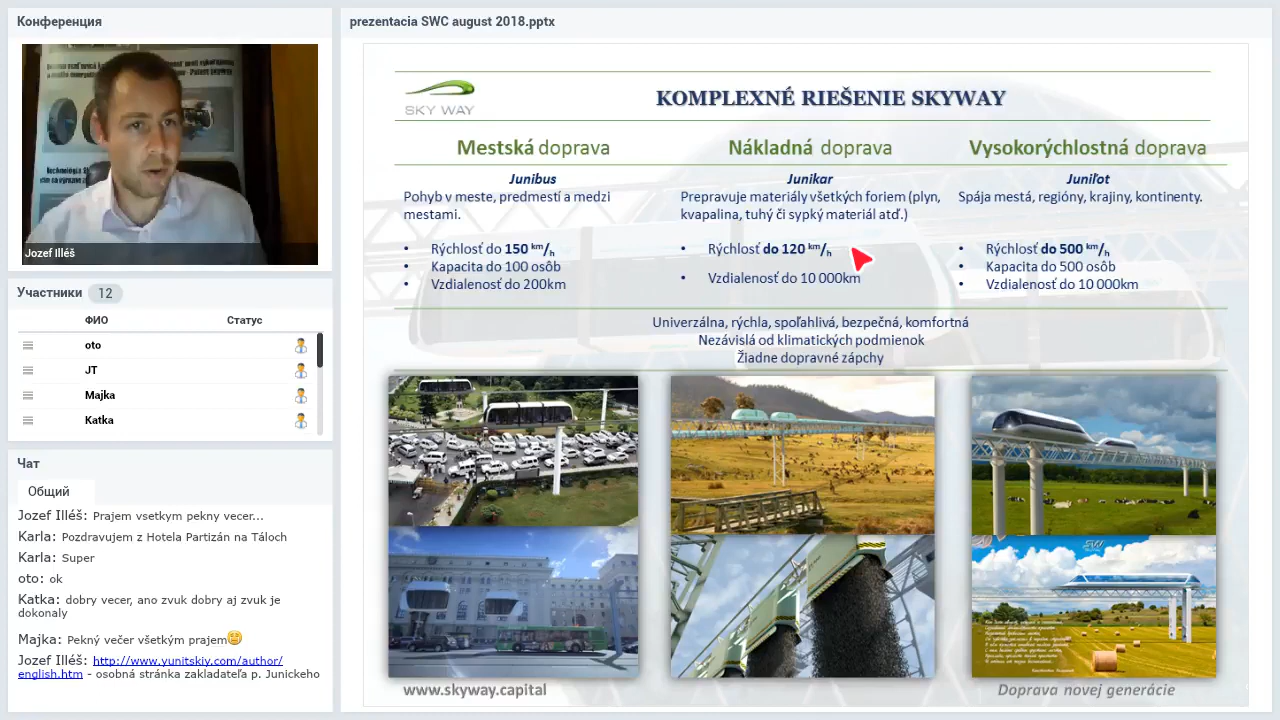 Конференция
Jozef Illéš
Участники 12
ФИО Статус
oto
JT
Majka
Katka
Чат
Общий
Jozef Illéš: Prajem vsetkym pekny vecer...
Karla: Pozdravujem z Hotela Partizán na Táloch
Karla: Super
oto: ok
Katka: dobry vecer, ano zvuk dobry aj zvuk je
dokonaly
Majka: Pekný večer všetkým prajem
Jozef Illéš: http://www.yunitskiy.com/author/
english.htm - osobná stránka zakladateľa p. Junickeho
prezentacia SWC august 2018.pptx
SKY WAY
KOMPLEXNÉ RIEŠENIE SKYWAY
Mestská doprava
Junibus
Pohyb v meste, predmestí a medzi
mestami.
• Rýchlosť do 150 km/h
• Kapacita do 100 osôb
• Vzdialenosť do 200km
Nákladná doprava
Junikar
Prepravuje materiály všetkých foriem (plyn,
kvapalina, tuhý či sypký materiál atď.)
• Rýchlosť do 120 km/h
• Vzdialenosť do 10 000km
Vysokorýchlostná doprava
Juniľot
Spája mestá, regióny, krajiny, kontinenty.
• Rýchlosť do 500 km/h
• Kapacita do 500 osôb
• Vzdialenosť do 10 000km
Univerzálna, rýchla, spoľahlivá, bezpečná, komfortná
Nezávislá od klimatických podmienok
Žiadne dopravné zápchy
www.skyway.capital
Doprava novej generácie